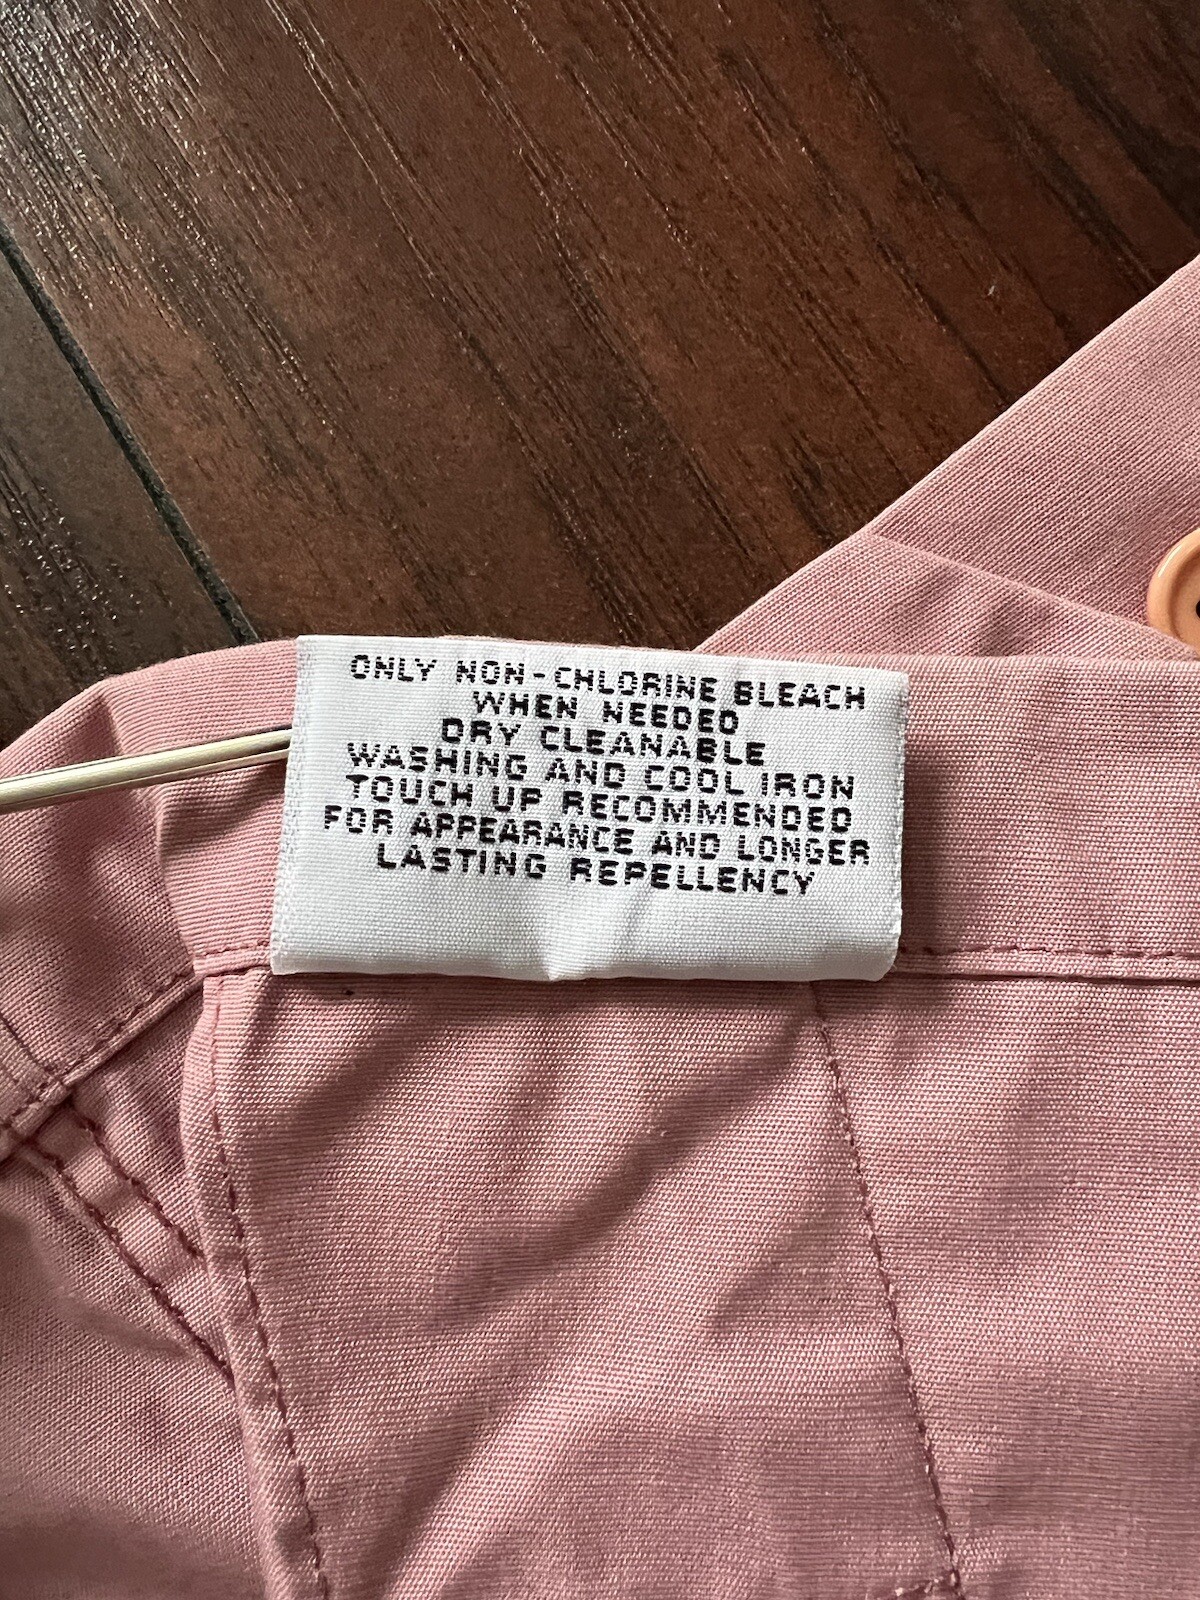 ONLY NON-CHLORINE BLEACH
WHEN NEEDED
DRY CLEANABLE
WASHING AND COOL IRON
TOUCH UP RECOMMENDED
FOR APPEARANCE AND LONGER
LASTING REPELLENCY